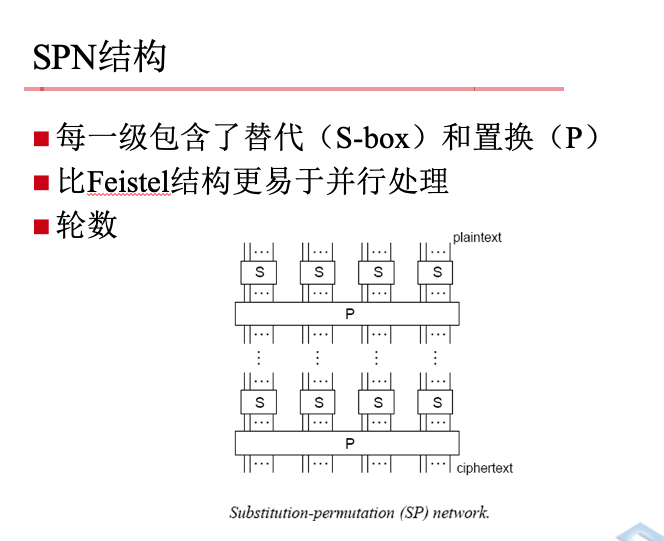 SPN结构
每一级包含了替代（S-box）和置换（P）
比Feistel结构更易于并行处理
轮数
plaintext
S S S S
P
S S S S
P
ciphertext
Substitution-permutation (SP) network.